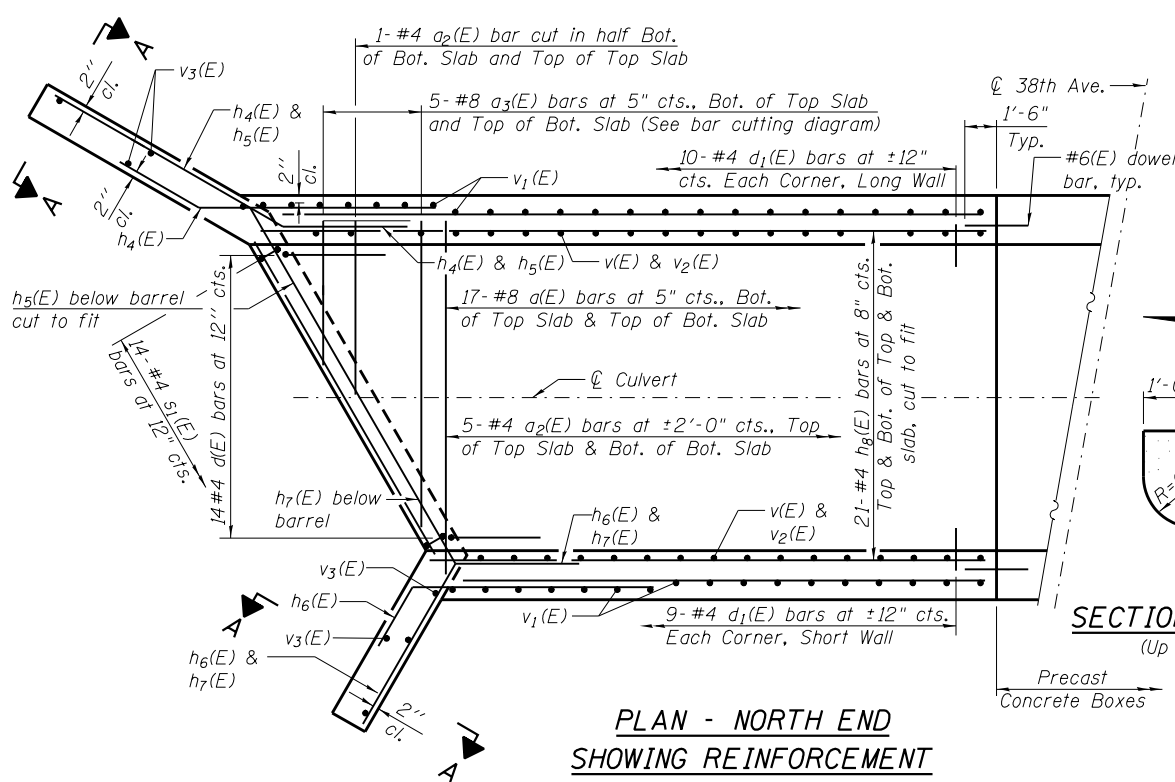 A
A
1- #4 a2(E) bar cut in half Bot.
of Bot. Slab and Top of Top Slab
v3(E)
2"
cl.
h4(E) &
h5(E)
5- #8 a3(E) bars at 5" cts., Bot. of Top Slab
and Top of Bot. Slab (See bar cutting diagram)
℄ 38th Ave.
1'-6"
Typ.
10- #4 d1(E) bars at ±12"
cts. Each Corner, Long Wall
#6(E) dowel
bar, typ.
2"
cl.
v1(E)
2"
cl.
h4(E)
h4(E) & h5(E)
v(E) & v2(E)
h5(E) below barrel
cut to fit
17- #8 a(E) bars at 5" cts., Bot.
of Top Slab & Top of Bot. Slab
14- #4 s1(E)
bars at 12" cts.
14#4 d(E) bars at 12" cts.
℄ Culvert
5- #4 a2(E) bars at ±2'-0" cts., Top
of Top Slab & Bot. of Bot. Slab
21- #4 h8(E) bars at 8" cts.
Top & Bot. of Top & Bot.
slab, cut to fit
R=
h7(E) below
barrel
h6(E) &
h7(E)
v(E) &
v2(E)
v3(E)
h6(E)
v3(E)
v1(E)
9- #4 d1(E) bars at ±12" cts.
Each Corner, Short Wall
A
h6(E) &
h7(E)
2"
cl.
A
SECTION
(Up
Precast
Concrete Boxes
PLAN - NORTH END
SHOWING REINFORCEMENT